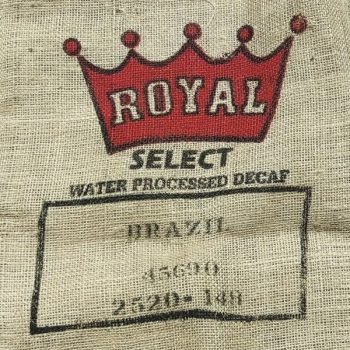 ROYAL
SELECT
WATER PROCESSED DECAF
BRAZIL
45690
2520-148